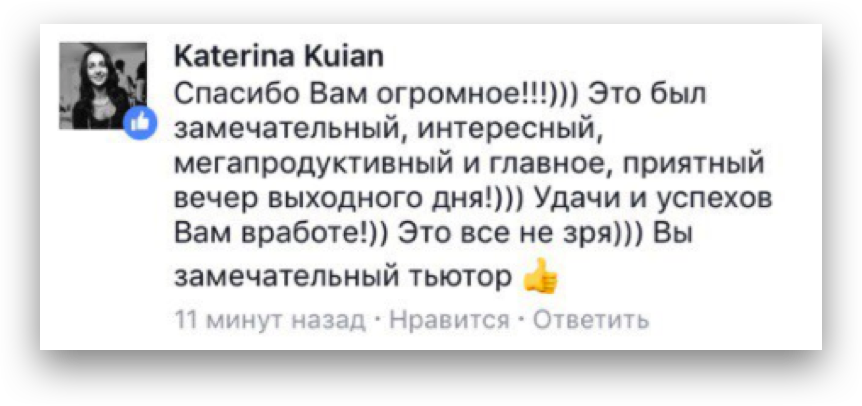 Katerina Kuian
Спасибо Вам огромное!!!))) Это был
замечательный, интересный,
мегапродуктивный и главное, приятный
вечер выходного дня!))) Удачи и успехов
Вам вработе!)) Это все не зря))) Вы
замечательный тьютор 👍
11 минут назад · Нравится · Ответить